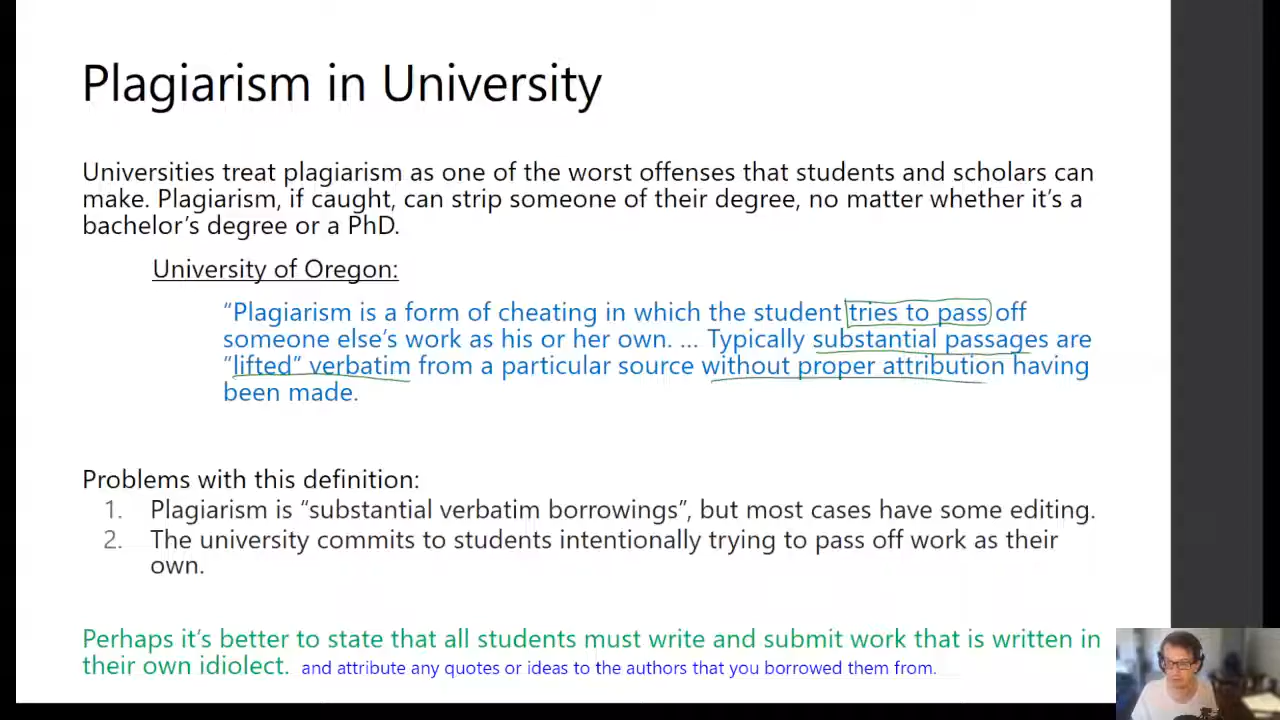 Plagiarism in University
Universities treat plagiarism as one of the worst offenses that students and scholars can
make. Plagiarism, if caught, can strip someone of their degree, no matter whether it's a
bachelor's degree or a PhD.
University of Oregon:
“Plagiarism is a form of cheating in which the student tries to pass off
someone else's work as his or her own. ... Typically substantial passages are
“lifted” verbatim from a particular source without proper attribution having
been made.
Problems with this definition:
1. Plagiarism is “substantial verbatim borrowings”, but most cases have some editing.
2. The university commits to students intentionally trying to pass off work as their
own.
Perhaps it's better to state that all students must write and submit work that is written in
their own idiolect. and attribute any quotes or ideas to the authors that you borrowed them from.